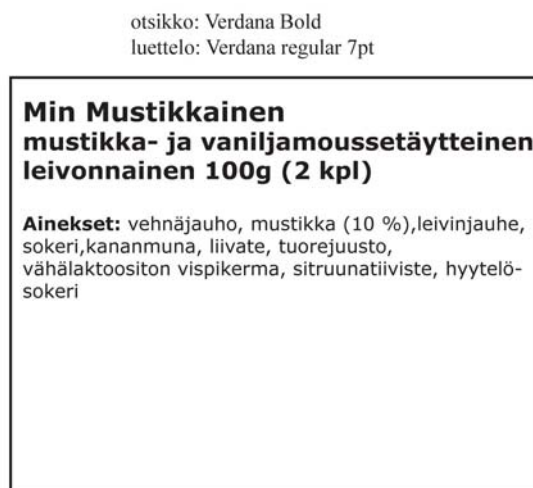 otsikko: Verdana Bold
luettelo: Verdana regular 7pt
Min Mustikkainen
mustikka- ja vaniljamoussetäytteinen
leivonnainen 100g (2 kpl)
Ainekset: vehnäjauho, mustikka (10 %),leivinjauhe,
sokeri,kananmuna, liivate, tuorejuusto,
vähälaktoositon vispikerma, sitruunatiiviste, hyytelö-
sokeri